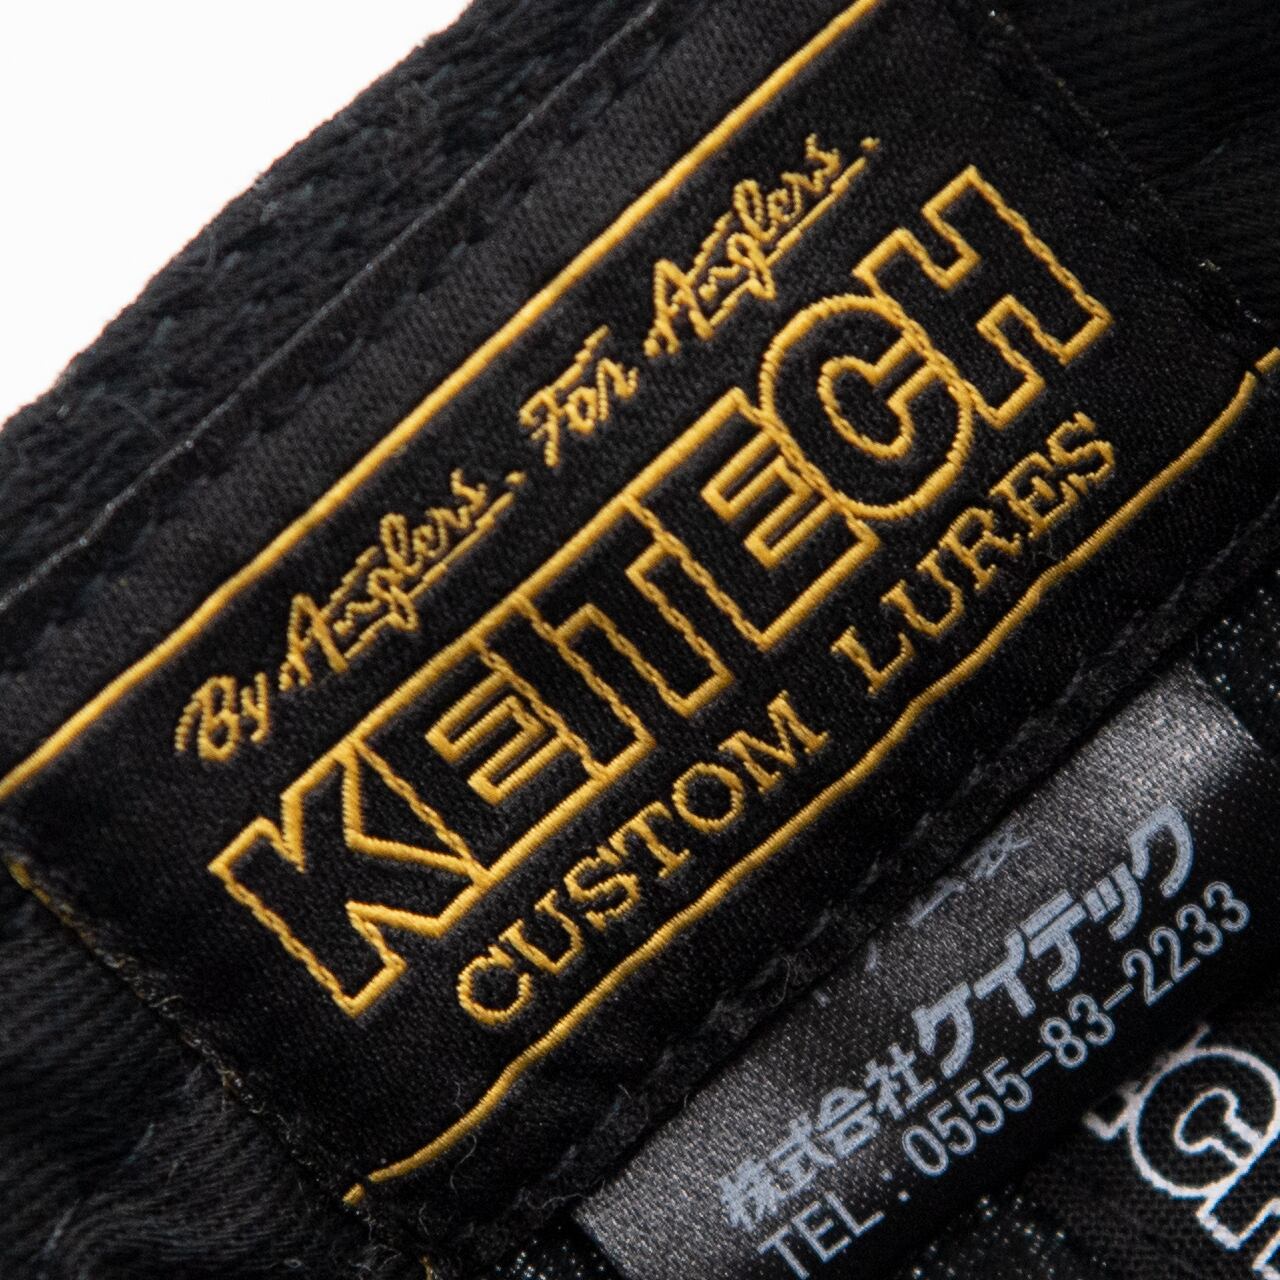 By Anglers. For Anglers.
KEITECH
CUSTOM LURES
株式会社ケイテック
TEL : 0555-83-2233